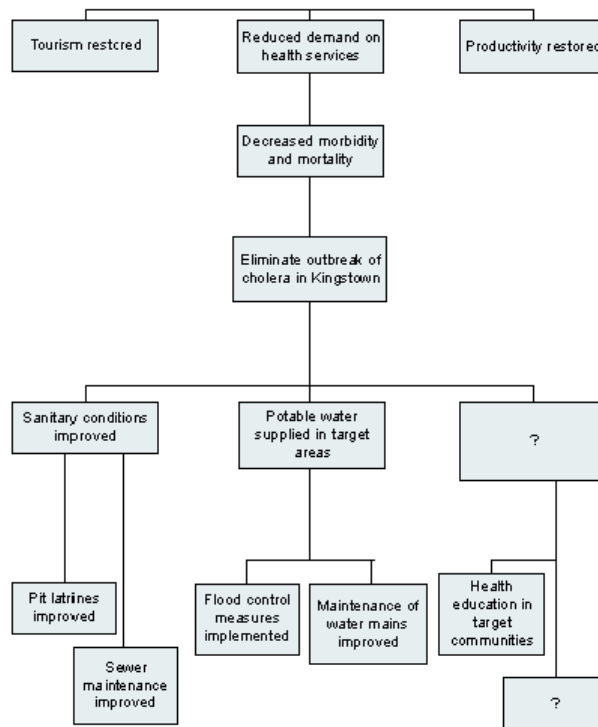 Tourism restcred
Reduced demand on
health services
Productivity restored
Decreased morbidity
and mortality
Eliminate outbreak of
cholera in Kingstown
Sanitary conditions
improved
Potable water
supplied in target
areas
?
Pit latriines
improved
Sewer
maintenance
improved
Flood control
measures
implemented
Maintenance of
water mains
improved
Health
education in
target
communities
?